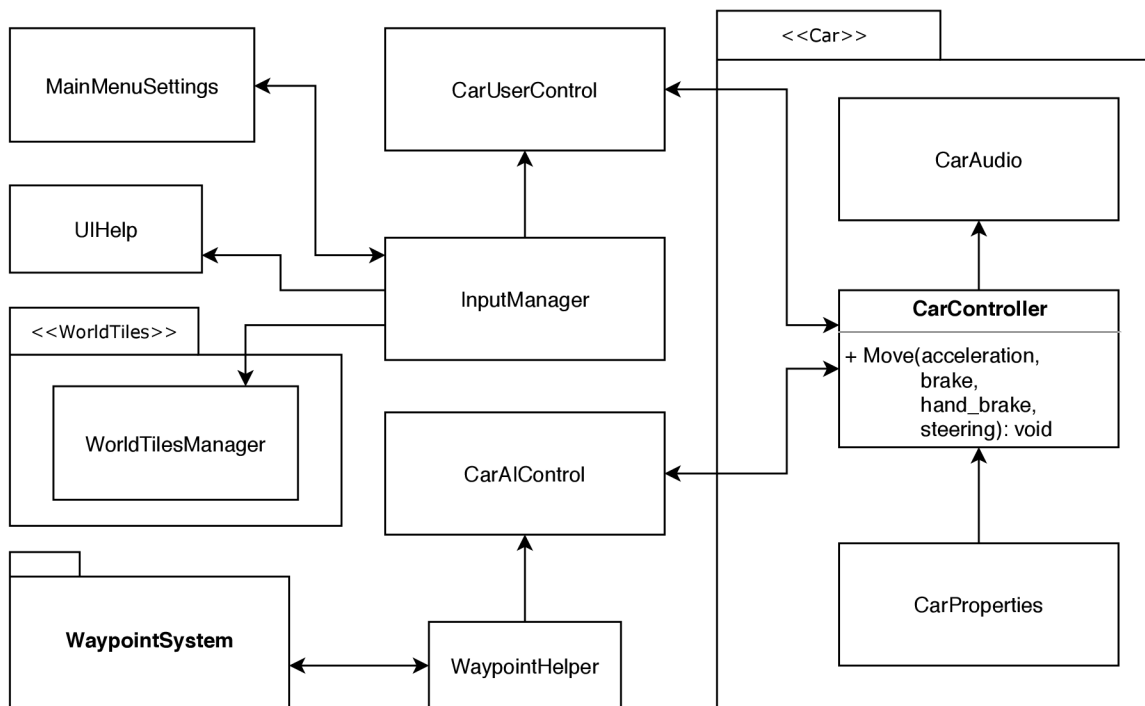 <<Car>>
MainMenuSettings
CarUserControl
CarAudio
UIHelp
InputManager
<<WorldTiles>>
WorldTilesManager
CarController
+ Move(acceleration,
brake,
hand_brake,
steering): void
CarAIControl
CarProperties
WaypointSystem
WaypointHelper